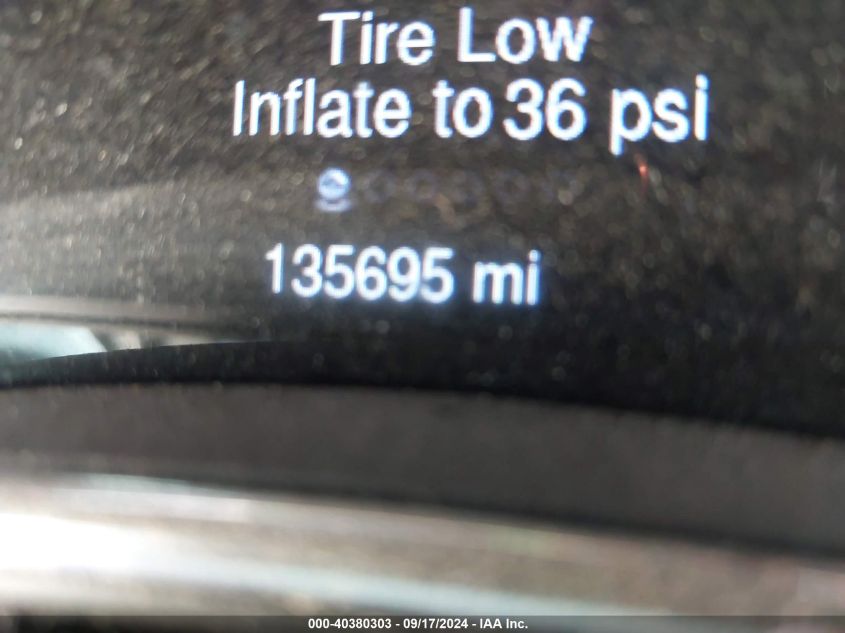 Tire Low
Inflate to 36 psi
135695 mi
000-40380303 - 09/17/2024 - IAA Inc.